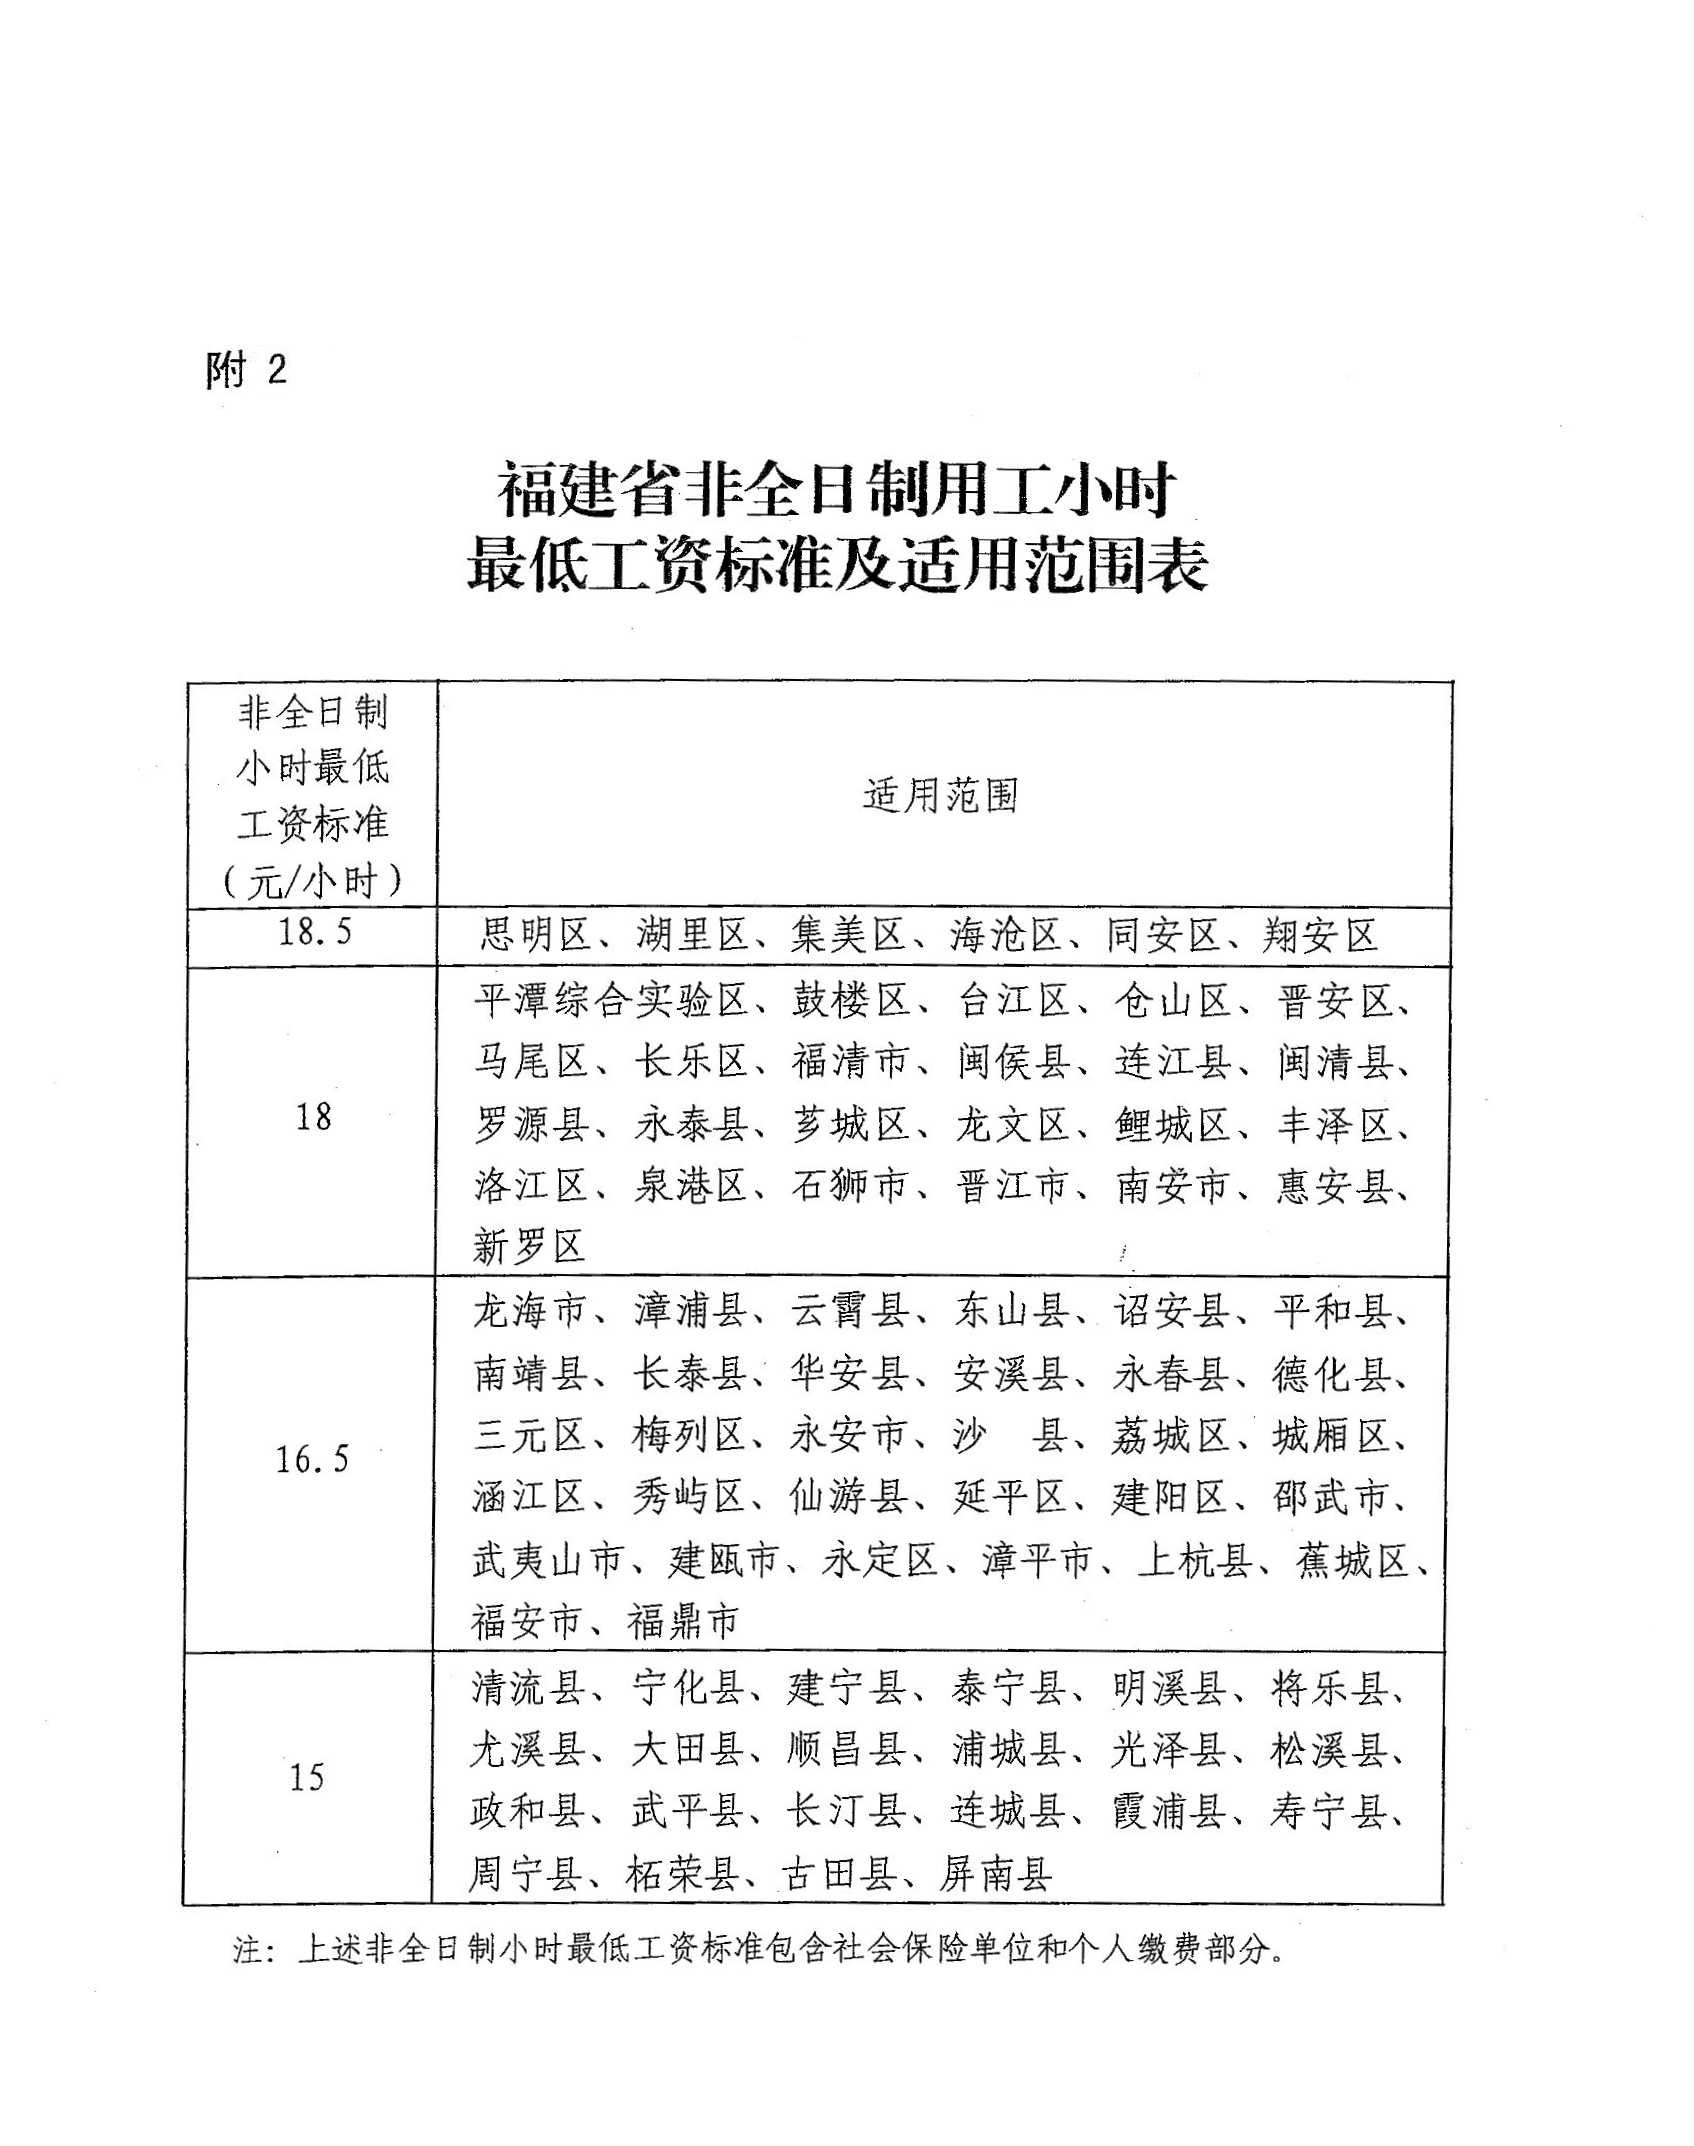 附 2
福建省非全日制用工小时
最低工资标准及适用范围表
非全日制
小时最低
工资标准
（元/小时）
适用范围
18.5
思明区、湖里区、集美区、海沧区、同安区、翔安区
18
平潭综合实验区、鼓楼区、台江区、仓山区、晋安区、
马尾区、长乐区、福清市、闽侯县、连江县、闽清县、
罗源县、永泰县、芗城区、龙文区、鲤城区、丰泽区、
洛江区、泉港区、石狮市、晋江市、南安市、惠安县、
新罗区
16.5
龙海市、漳浦县、云霄县、东山县、诏安县、平和县、
南靖县、长泰县、华安县、安溪县、永春县、德化县、
三元区、梅列区、永安市、沙　县、荔城区、城厢区、
涵江区、秀屿区、仙游县、延平区、建阳区、邵武市、
武夷山市、建瓯市、永定区、漳平市、上杭县、蕉城区、
福安市、福鼎市
15
清流县、宁化县、建宁县、泰宁县、明溪县、将乐县、
尤溪县、大田县、顺昌县、浦城县、光泽县、松溪县、
政和县、武平县、长汀县、连城县、霞浦县、寿宁县、
周宁县、柘荣县、古田县、屏南县
注：上述非全日制小时最低工资标准包含社会保险单位和个人缴费部分。